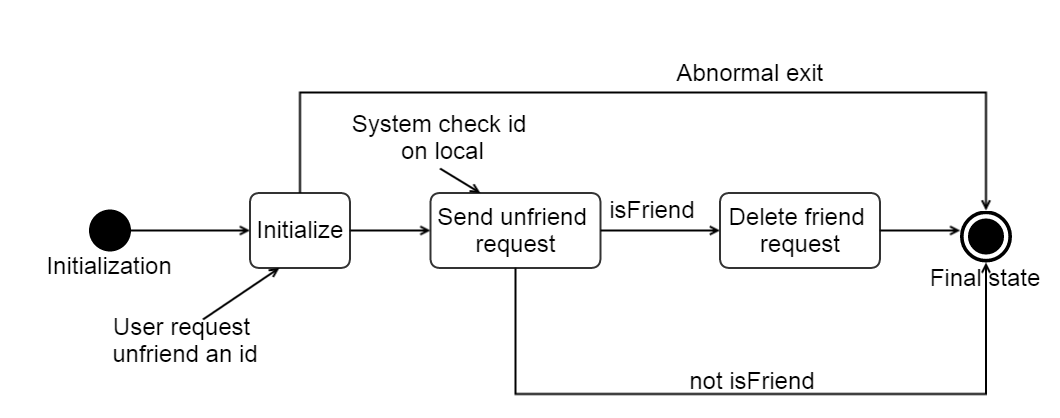 Abnormal exit
System check id
on local
Initialize
Send unfriend
request
isFriend
Delete friend
request
Initialization
Final state
User request
unfriend an id
not isFriend